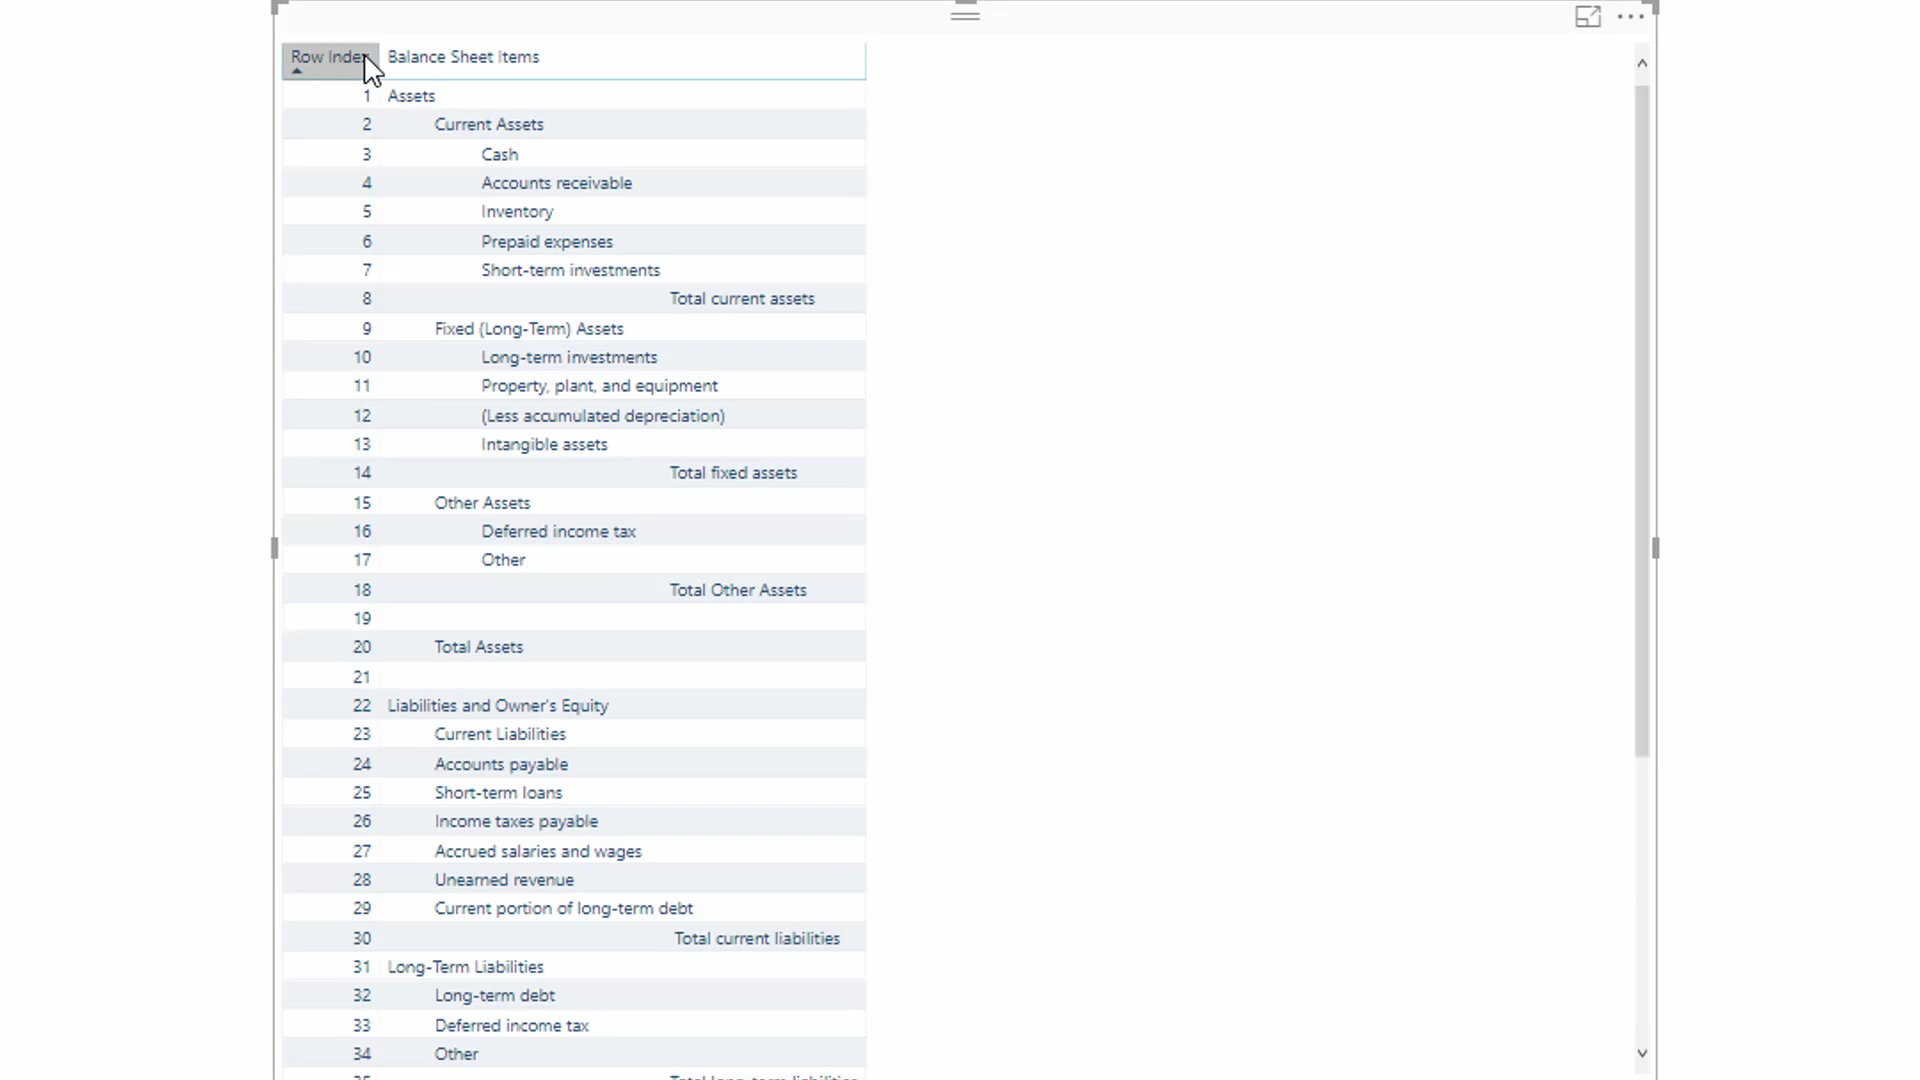 Row Index Balance Sheet Items
1 Assets
2 Current Assets
3 Cash
4 Accounts receivable
5 Inventory
6 Prepaid expenses
7 Short-term investments
8 Total current assets
9 Fixed (Long-Term) Assets
10 Long-term investments
11 Property, plant, and equipment
12 (Less accumulated depreciation)
13 Intangible assets
14 Total fixed assets
15 Other Assets
16 Deferred income tax
17 Other
18 Total Other Assets
19
20 Total Assets
21
22 Liabilities and Owner's Equity
23 Current Liabilities
24 Accounts payable
25 Short-term loans
26 Income taxes payable
27 Accrued salaries and wages
28 Unearned revenue
29 Current portion of long-term debt
30 Total current liabilities
31 Long-Term Liabilities
32 Long-term debt
33 Deferred income tax
34 Other
35 Total long-term liabilities